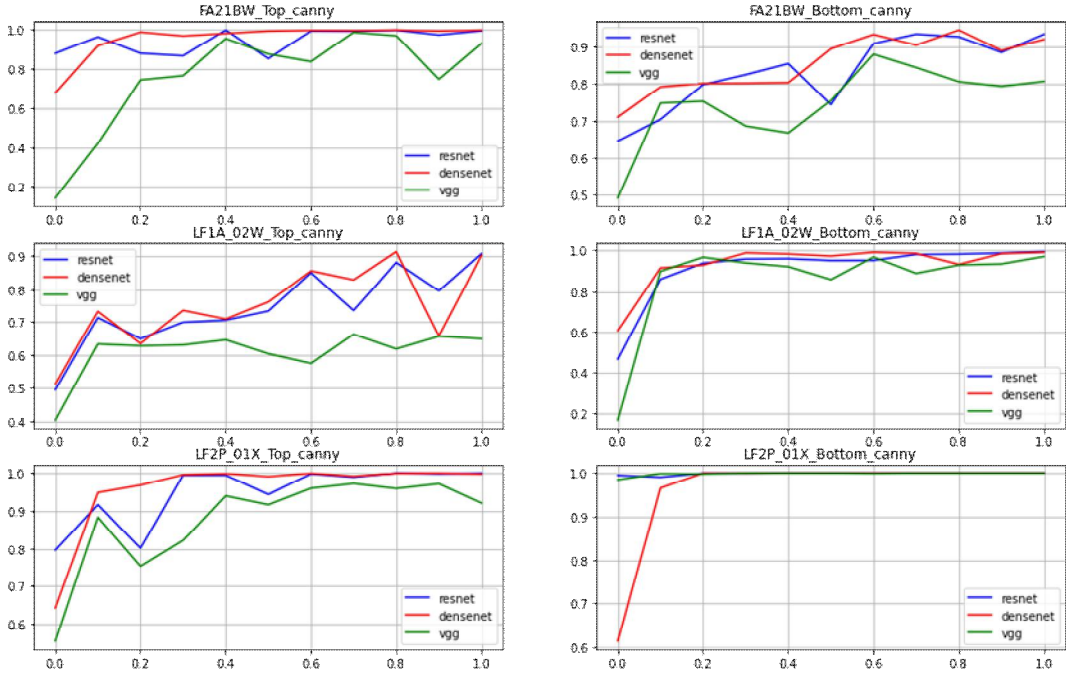 FA21BW_Top_canny
1.0
0.8
0.6
0.4
0.2
resnet
densenet
vgg
0.0 0.2 0.4 0.6 0.8 1.0
FA21BW_Bottom_canny
0.9
0.8
0.7
0.6
0.5
resnet
densenet
vgg
0.0 0.2 0.4 0.6 0.8 1.0
LF1A_02W_Top_canny
0.9
0.8
0.7
0.6
0.5
0.4
resnet
densenet
vgg
0.0 0.2 0.4 0.6 0.8 1.0
LF1A_02W_Bottom_canny
1.0
0.8
0.6
0.4
0.2
resnet
densenet
vgg
0.0 0.2 0.4 0.6 0.8 1.0
LF2P_01X_Top_canny
1.0
0.9
0.8
0.7
0.6
resnet
densenet
vgg
0.0 0.2 0.4 0.6 0.8 1.0
LF2P_01X_Bottom_canny
1.0
0.9
0.8
0.7
0.6
resnet
densenet
vgg
0.0 0.2 0.4 0.6 0.8 1.0